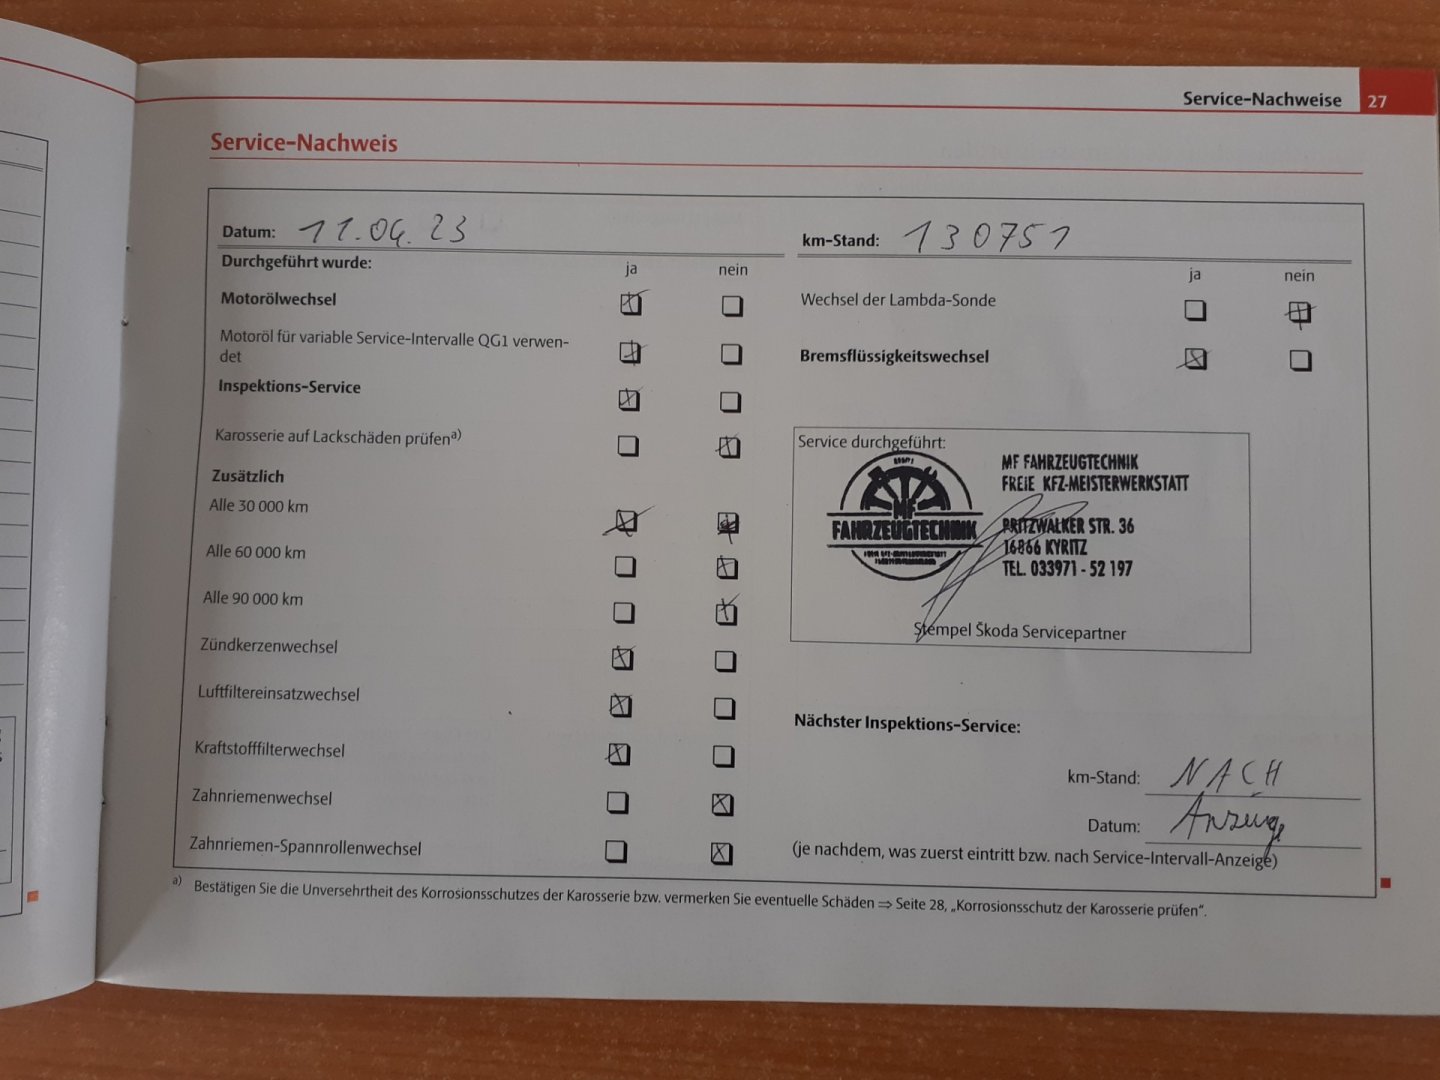 Service-Nachweise 27
Service-Nachweis
Datum: 11.04.23
km-Stand: 130751
Durchgeführt wurde: ja nein
ja nein
Motorölwechsel
Wechsel der Lambda-Sonde
Motoröl für variable Service-Intervalle QG1 verwen-
det
Bremsflüssigkeitswechsel
Inspektions-Service
Karosserie auf Lackschäden prüfen a)
Zusätzlich
Alle 30 000 km
Alle 60 000 km
Alle 90 000 km
Zündkerzenwechsel
Luftfiltereinsatzwechsel
Kraftstofffilterwechsel
Zahnriemenwechsel
Zahnriemen-Spannrollenwechsel
Service durchgeführt:
MF
FAHRZEUGTECHNIK
MF FAHRZEUGTECHNIK
FREIE KFZ-MEISTERWERKSTATT
PRITZWALKER STR. 36
16866 KYRITZ
TEL. 033971 - 52 197
Stempel Škoda Servicepartner
Nächster Inspektions-Service:
km-Stand: NACH
Datum: Anzeige
(je nachdem, was zuerst eintritt bzw. nach Service-Intervall-Anzeige)
a) Bestätigen Sie die Unversehrtheit des Korrosionsschutzes der Karosserie bzw. vermerken Sie eventuelle Schäden ⇒ Seite 28, „Korrosionsschutz der Karosserie prüfen“.